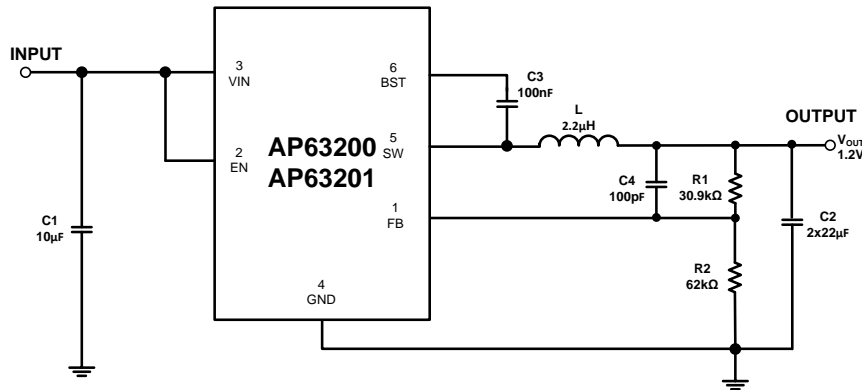 INPUT
3
VIN
2
EN
AP63200
AP63201
6
BST
5
SW
1
FB
4
GND
C1
10µF
C3
100nF
L
2.2µH
C4
100pF
R1
30.9kΩ
R2
62kΩ
C2
2x22µF
OUTPUT
VOUT
1.2V